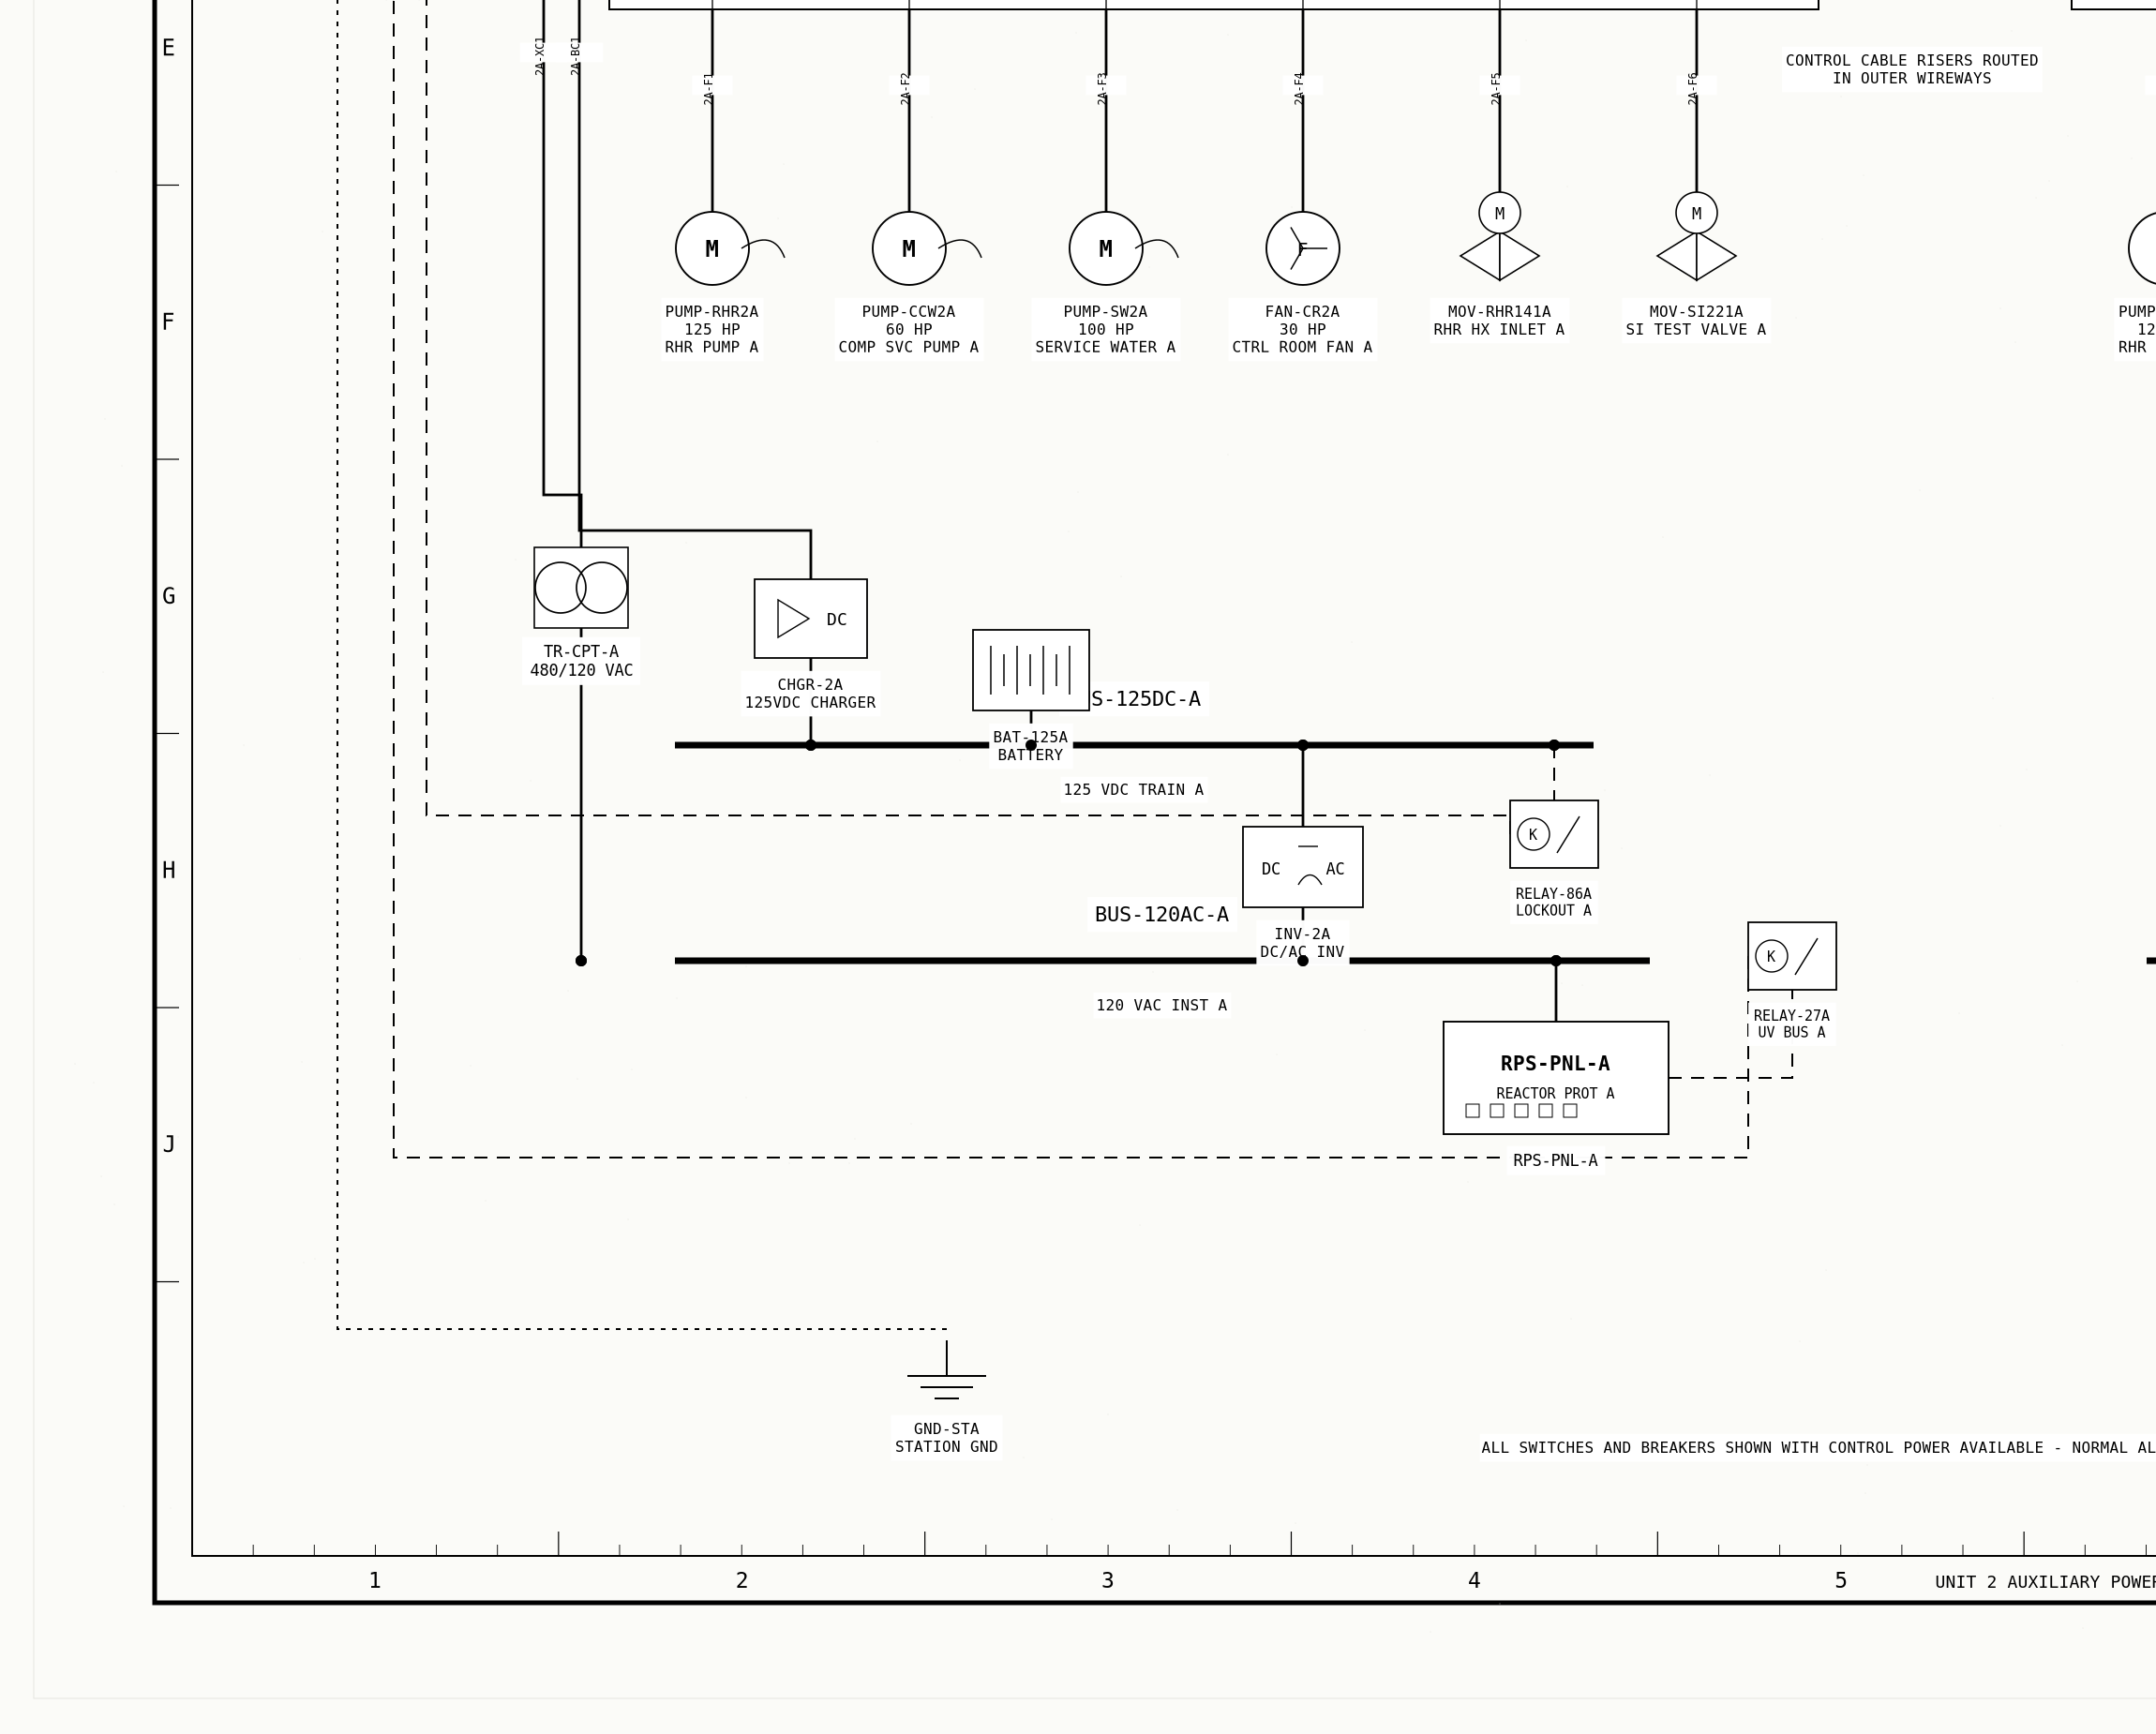 E
2A-XC1
2A-BC1
2A-F1
2A-F2
2A-F3
2A-F4
2A-F5
2A-F6
CONTROL CABLE RISERS ROUTED
IN OUTER WIREWAYS
M
M
M
F
M
M
F
PUMP-RHR2A
125 HP
RHR PUMP A
PUMP-CCW2A
60 HP
COMP SVC PUMP A
PUMP-SW2A
100 HP
SERVICE WATER A
FAN-CR2A
30 HP
CTRL ROOM FAN A
MOV-RHR141A
RHR HX INLET A
MOV-SI221A
SI TEST VALVE A
PUMP
12
RHR
G
TR-CPT-A
480/120 VAC
DC
CHGR-2A
125VDC CHARGER
S-125DC-A
BAT-125A
BATTERY
125 VDC TRAIN A
H
DC AC
K
RELAY-86A
LOCKOUT A
BUS-120AC-A
INV-2A
DC/AC INV
K
RELAY-27A
UV BUS A
120 VAC INST A
RPS-PNL-A
REACTOR PROT A
RPS-PNL-A
J
GND-STA
STATION GND
ALL SWITCHES AND BREAKERS SHOWN WITH CONTROL POWER AVAILABLE - NORMAL AL
1 2 3 4 5
UNIT 2 AUXILIARY POWER